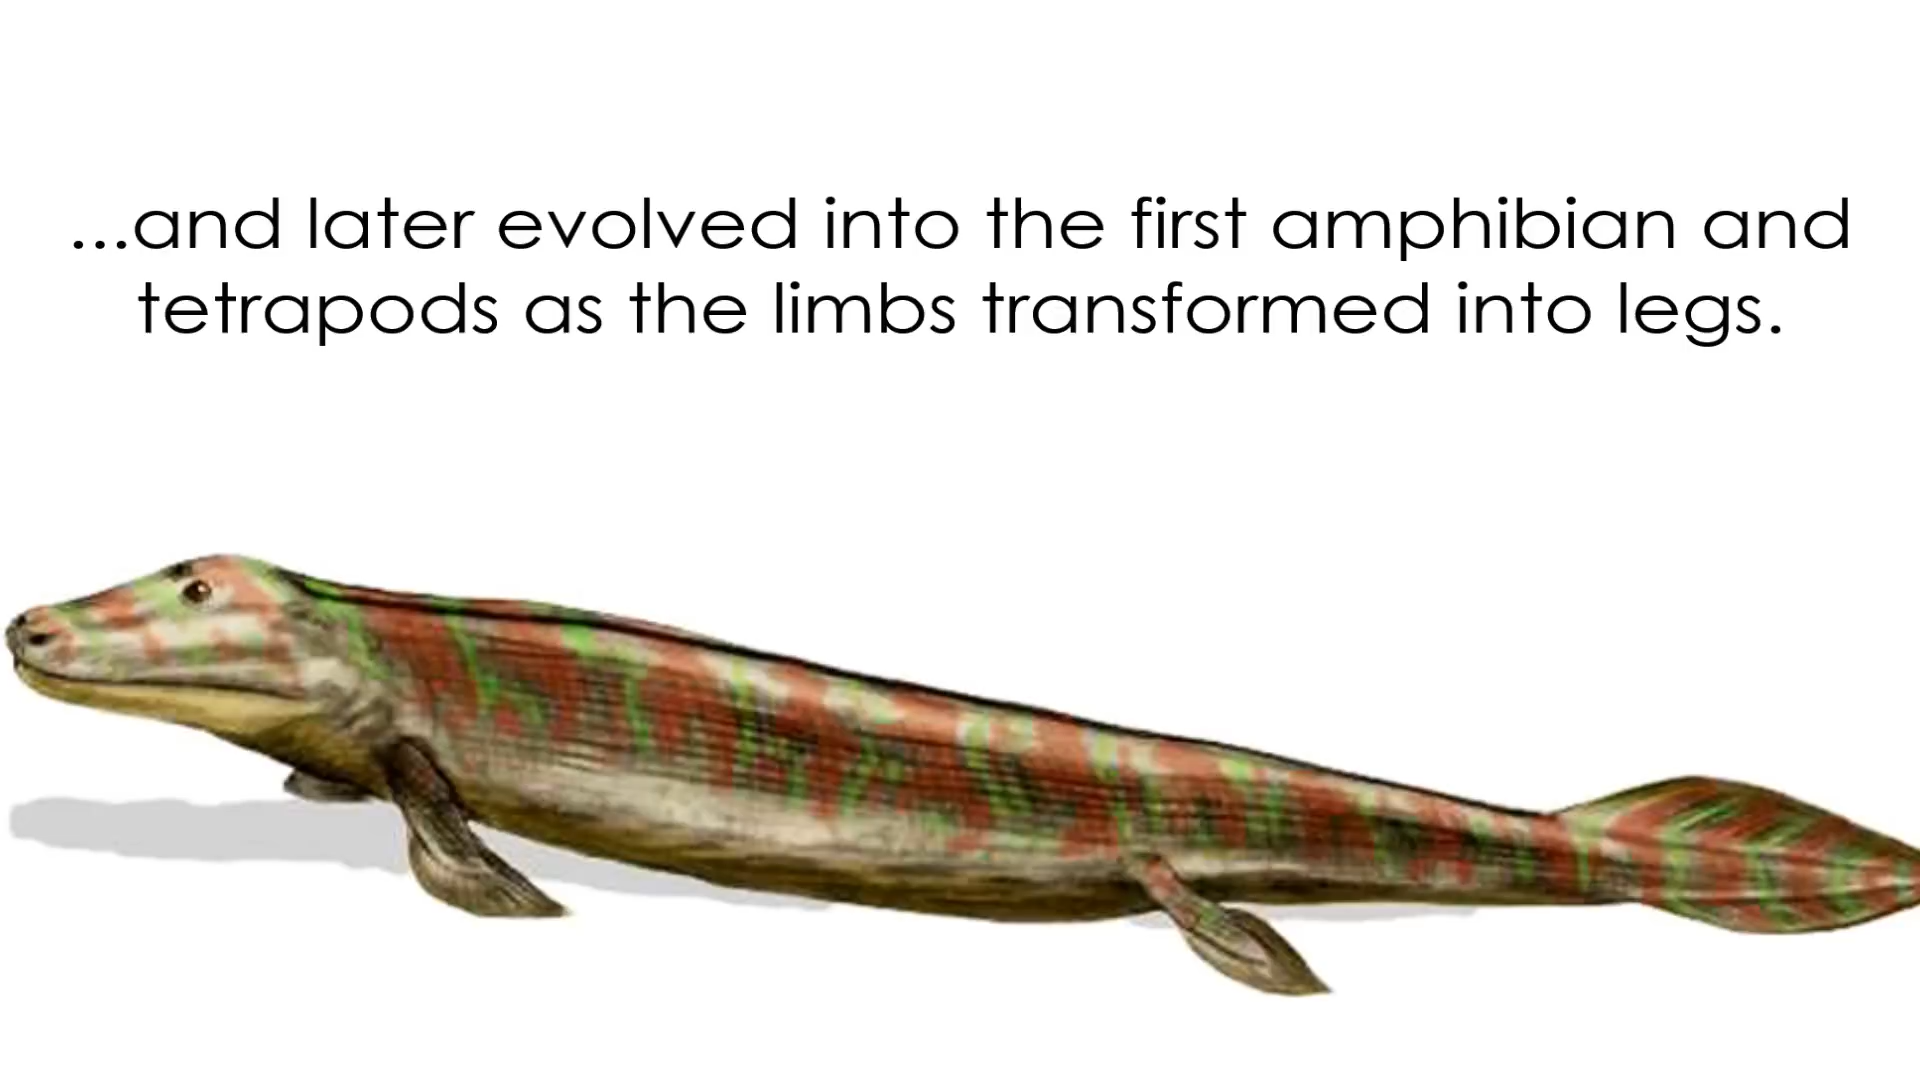 ...and later evolved into the first amphibian and
tetrapods as the limbs transformed into legs.